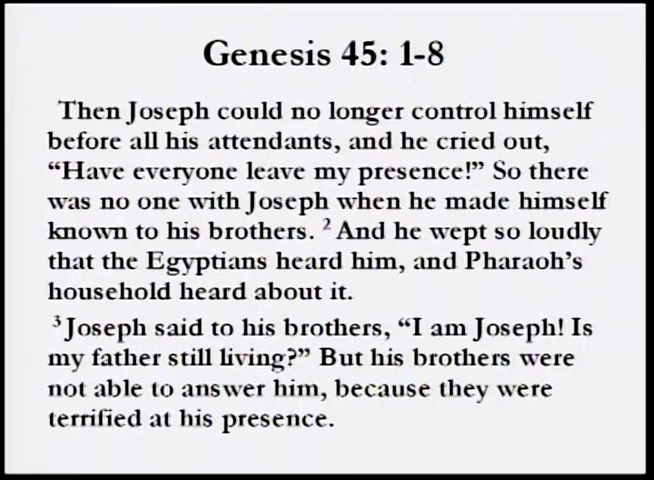 Genesis 45: 1-8
Then Joseph could no longer control himself
before all his attendants, and he cried out,
“Have everyone leave my presence!” So there
was no one with Joseph when he made himself
known to his brothers. ² And he wept so loudly
that the Egyptians heard him, and Pharaoh’s
household heard about it.
³ Joseph said to his brothers, “I am Joseph! Is
my father still living?” But his brothers were
not able to answer him, because they were
terrified at his presence.